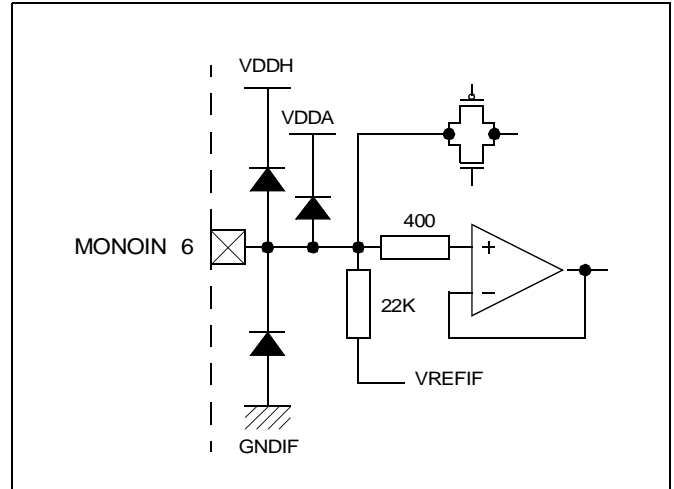 VDDH
VDDA
MONOIN 6
400
+
−
22K
VREFIF
GNDIF